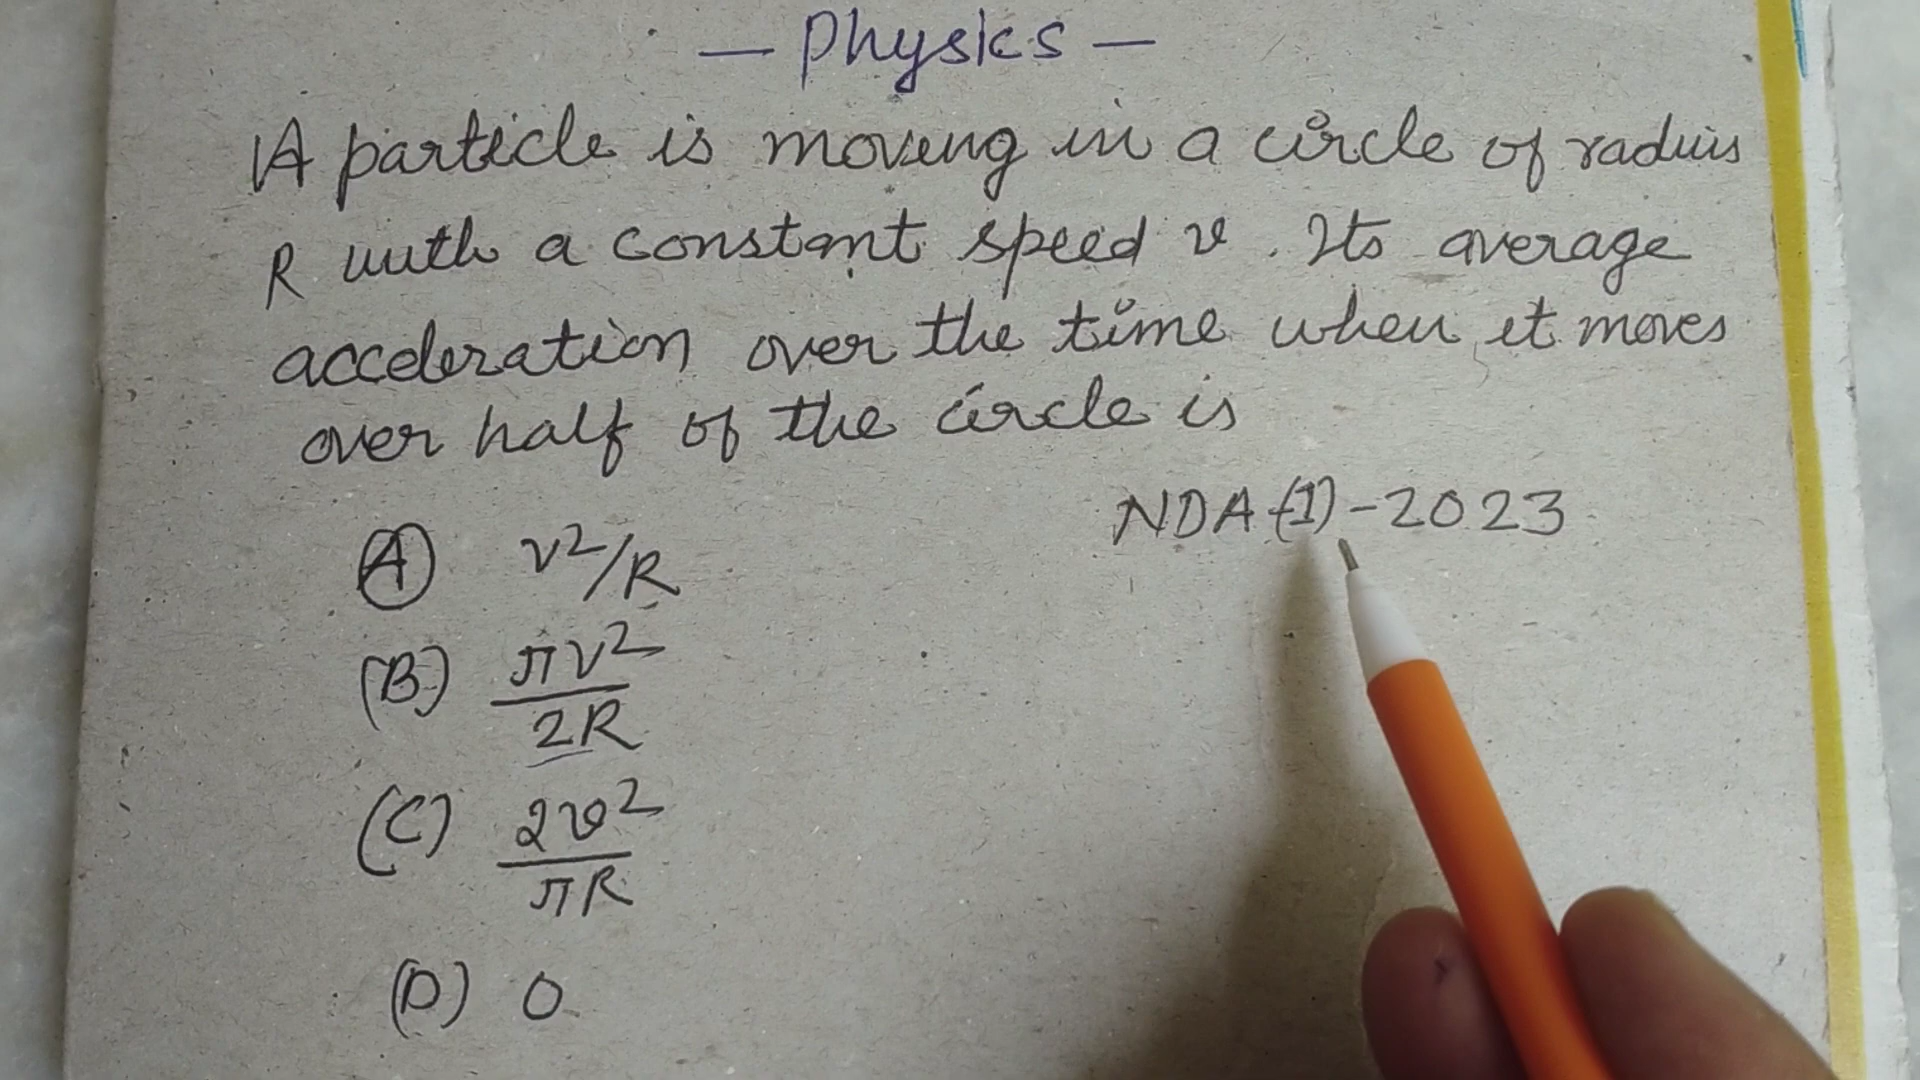 - Physics -
A particle is moving in a circle of radius
R with a constant speed v. Its average
acceleration over the time when it moves
over half of the circle is
NDA (1) - 2023
(A) v²/R
(B) πv²/2R
(C) 2v²/πR
(D) 0